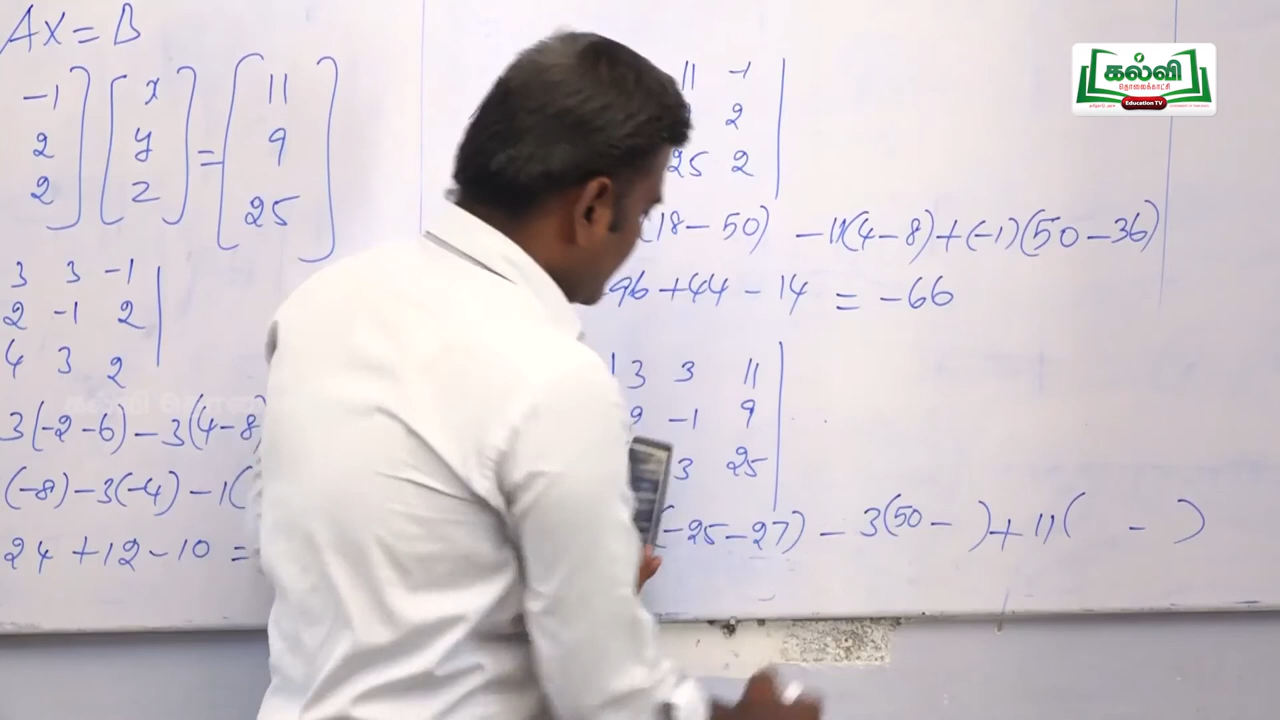 AX = B
-1
2
2
x
y
z
=
11
9
25
3 3 -1
2 -1 2
4 3 2
3(-2-6) - 3(4-8)
(-8) - 3(-4) - 1(
24 + 12 - 10 =
11 -1
2
25 2
(18 - 50) - 11(4 - 8) + (-1)(50 - 36)
-96 + 44 - 14 = -66
3 3 11
-1 9
3 25
(-25 - 27) - 3(50 - ) + 11( - )
கல்வி
தொலைக்காட்சி
Education TV